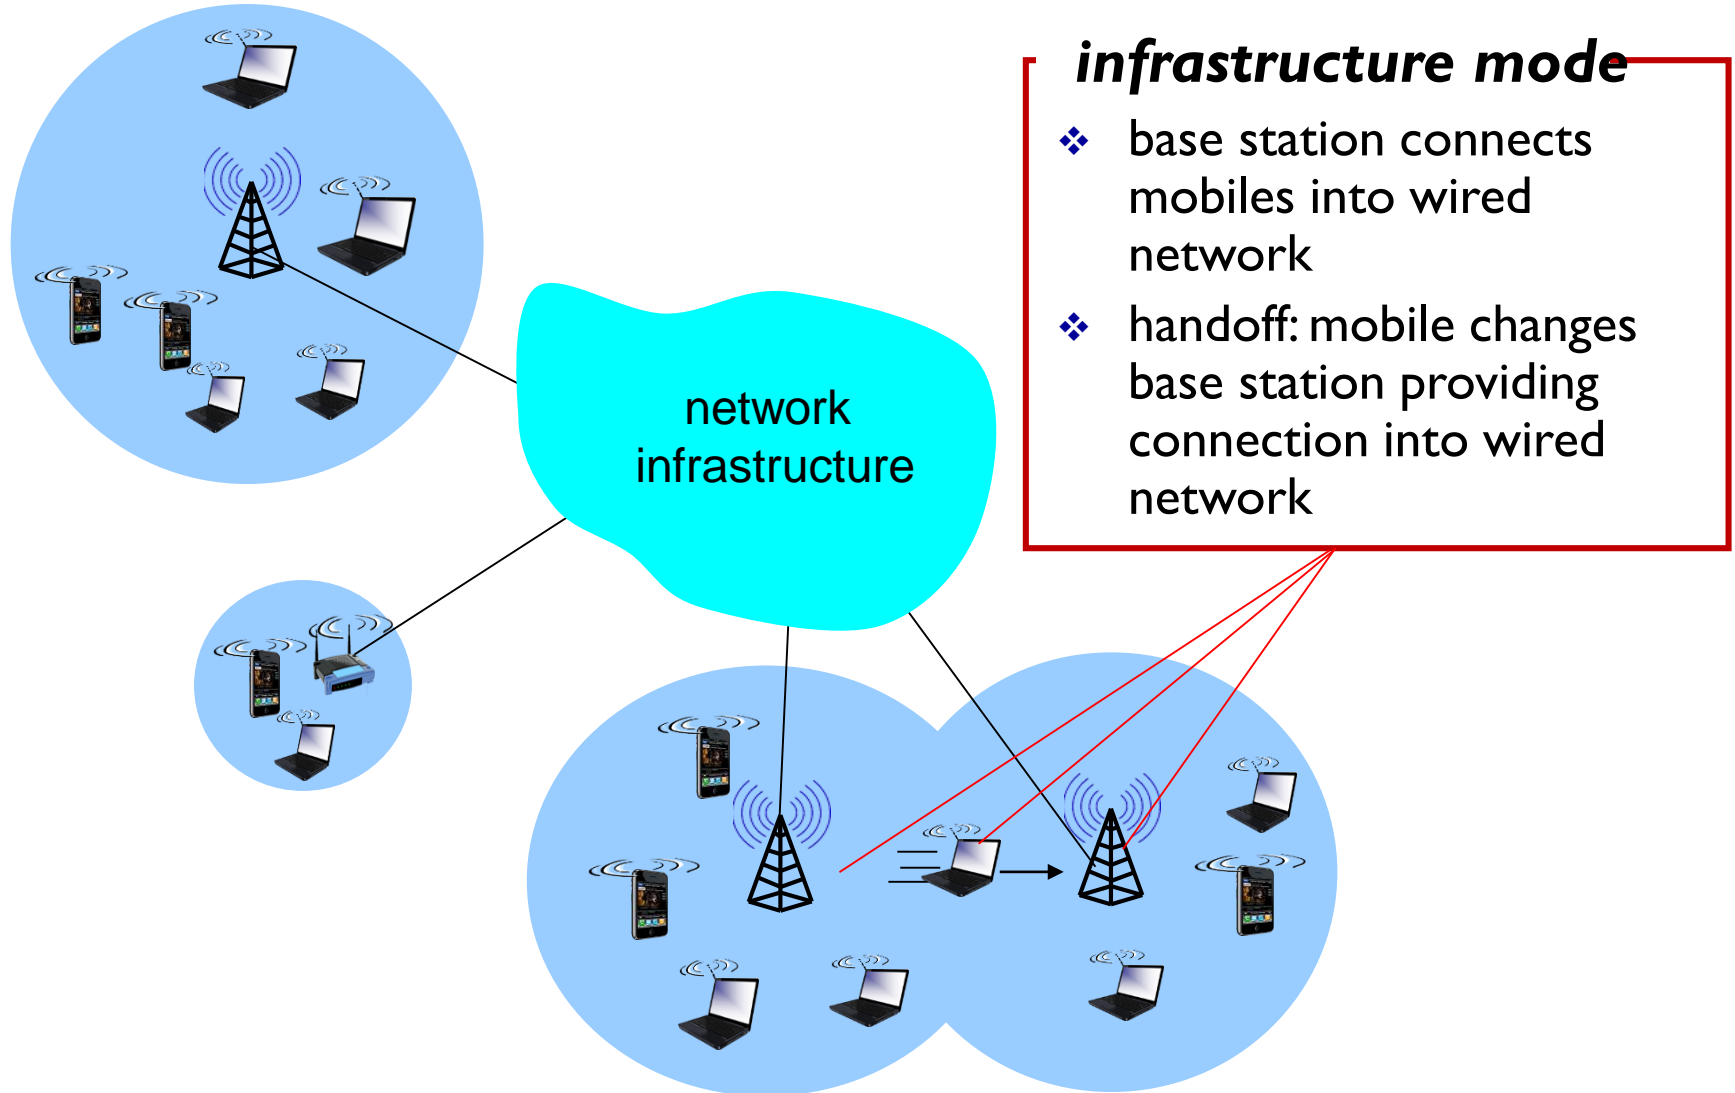 infrastructure mode
❖ base station connects
mobiles into wired
network
❖ handoff: mobile changes
base station providing
connection into wired
network
network
infrastructure